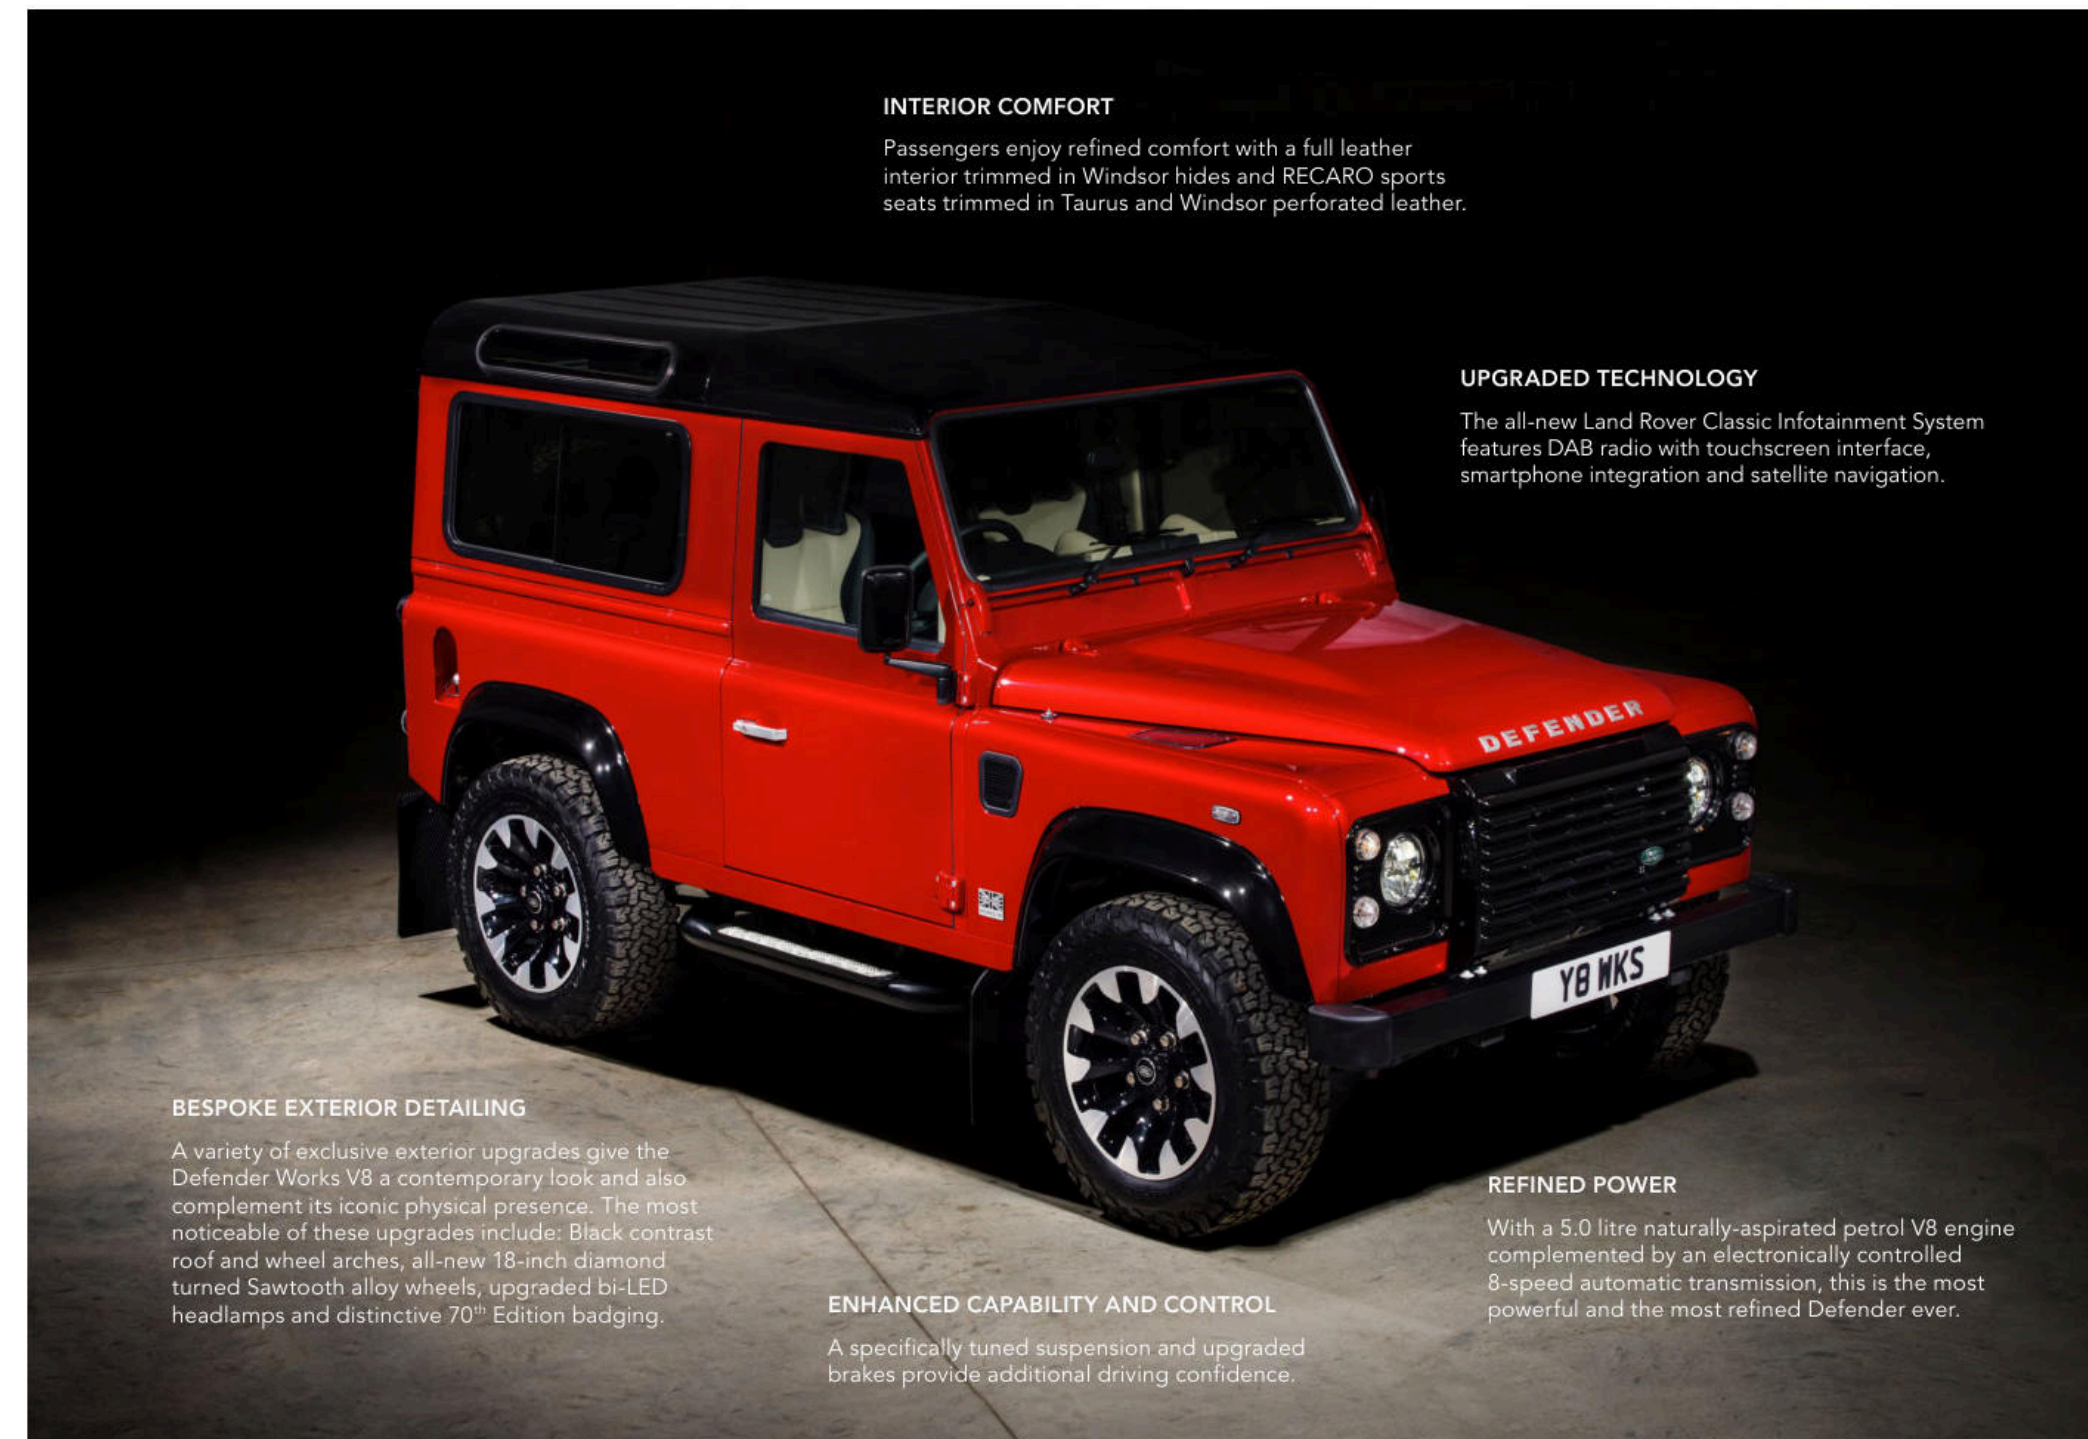 INTERIOR COMFORT
Passengers enjoy refined comfort with a full leather
interior trimmed in Windsor hides and RECARO sports
seats trimmed in Taurus and Windsor perforated leather.
UPGRADED TECHNOLOGY
The all-new Land Rover Classic Infotainment System
features DAB radio with touchscreen interface,
smartphone integration and satellite navigation.
DEFENDER
Y8 WKS
BESPOKE EXTERIOR DETAILING
A variety of exclusive exterior upgrades give the
Defender Works V8 a contemporary look and also
complement its iconic physical presence. The most
noticeable of these upgrades include: Black contrast
roof and wheel arches, all-new 18-inch diamond
turned Sawtooth alloy wheels, upgraded bi-LED
headlamps and distinctive 70th Edition badging.
ENHANCED CAPABILITY AND CONTROL
A specifically tuned suspension and upgraded
brakes provide additional driving confidence.
REFINED POWER
With a 5.0 litre naturally-aspirated petrol V8 engine
complemented by an electronically controlled
8-speed automatic transmission, this is the most
powerful and the most refined Defender ever.